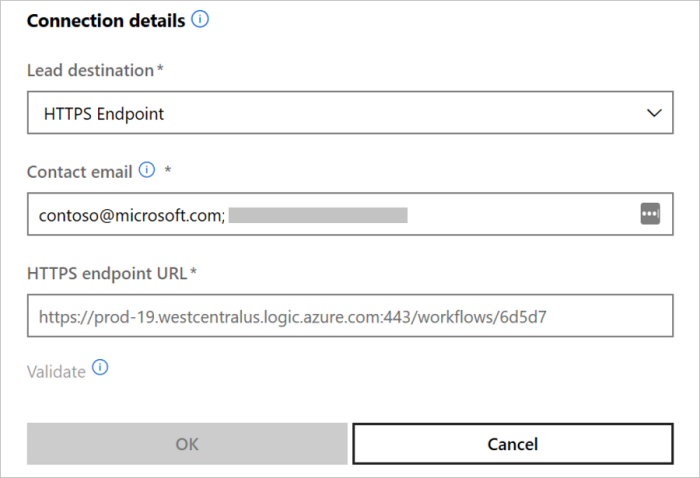 Connection details
Lead destination*
HTTPS Endpoint
Contact email *
contoso@microsoft.com;
HTTPS endpoint URL*
https://prod-19.westcentralus.logic.azure.com:443/workflows/6d5d7
Validate
OK
Cancel